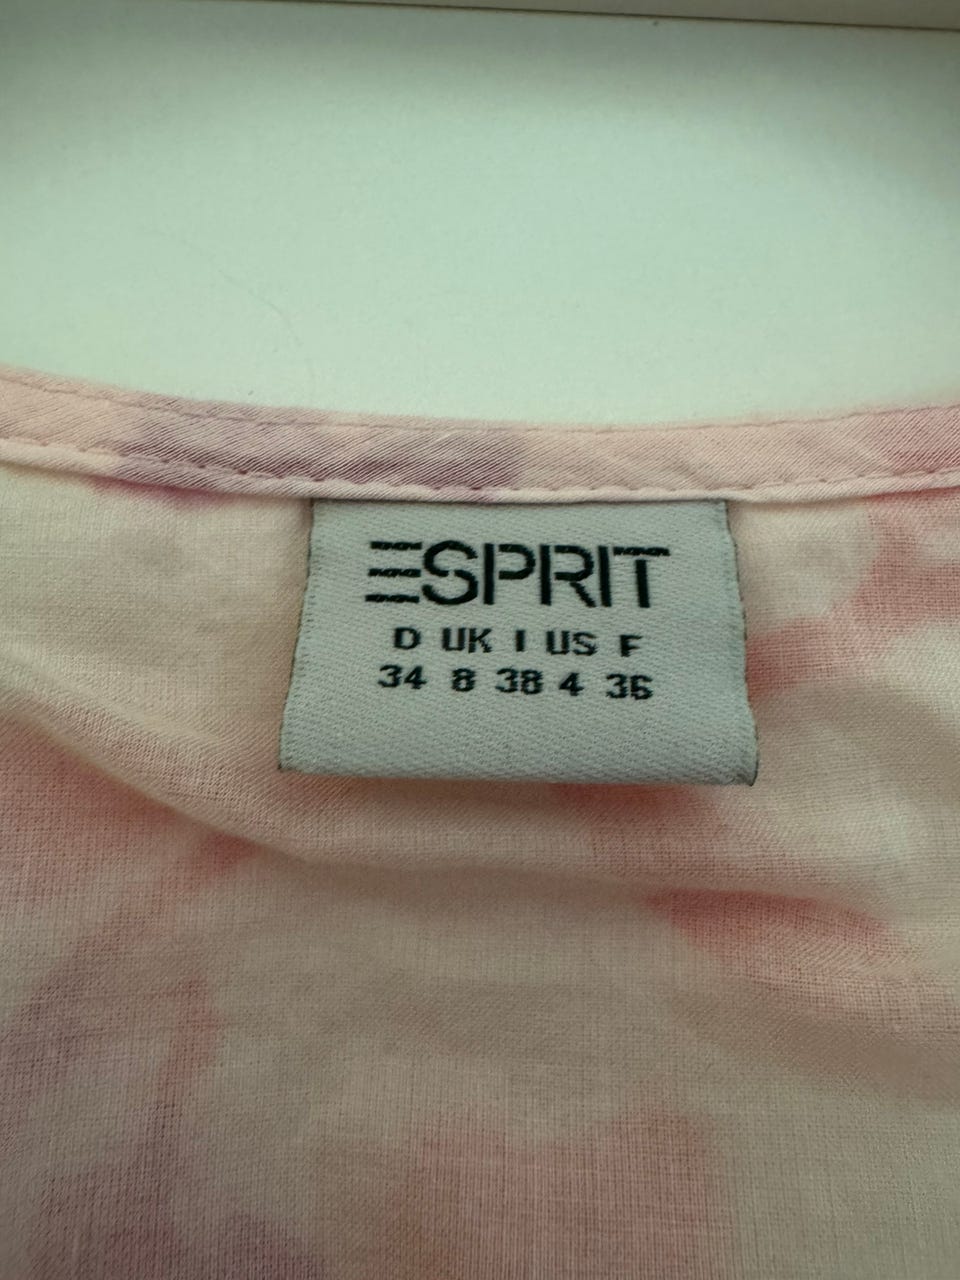 ESPRIT
D UK I US F
34 8 38 4 36